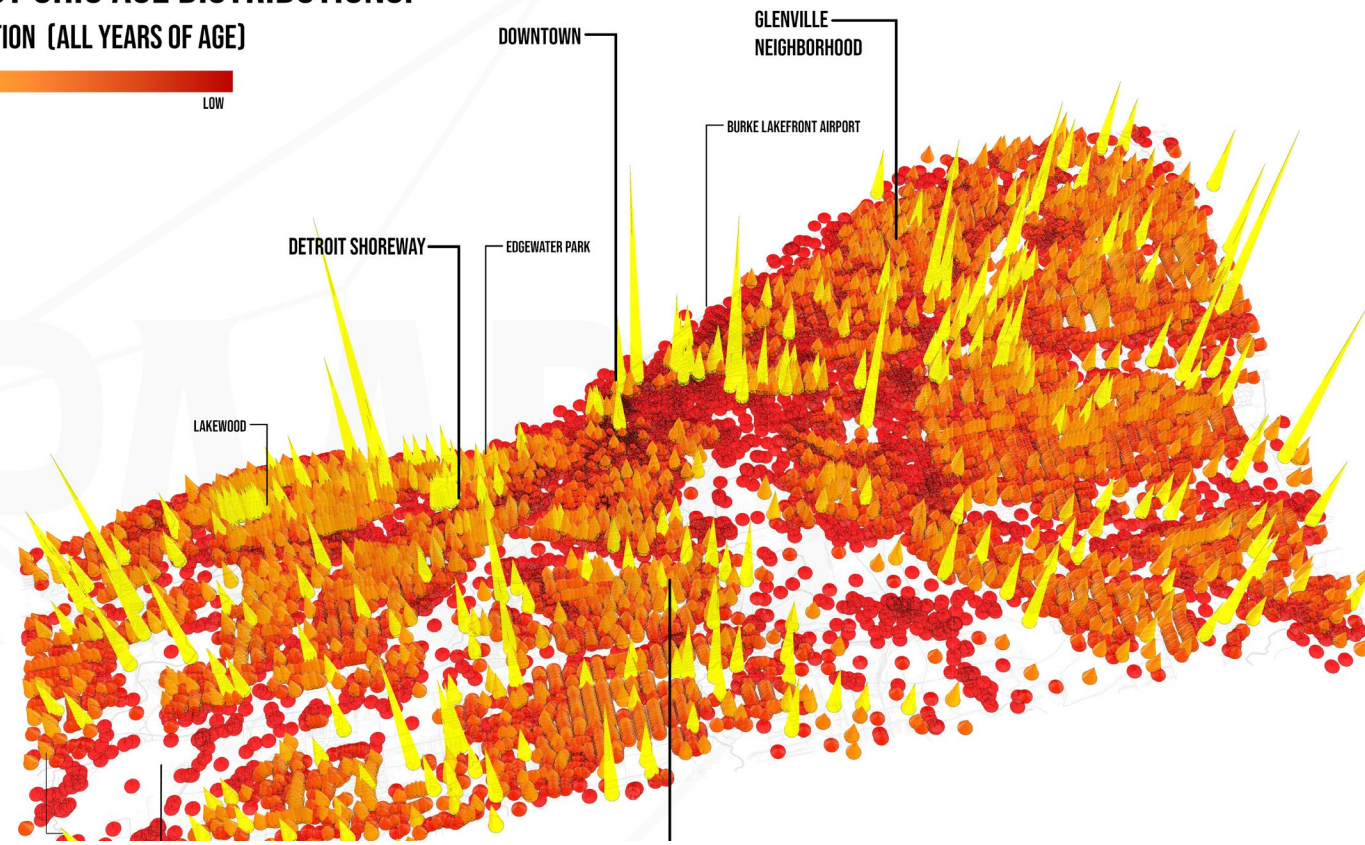 TION (ALL YEARS OF AGE)
LOW
DOWNTOWN
GLENVILLE
NEIGHBORHOOD
BURKE LAKEFRONT AIRPORT
DETROIT SHOREWAY
EDGEWATER PARK
LAKEWOOD